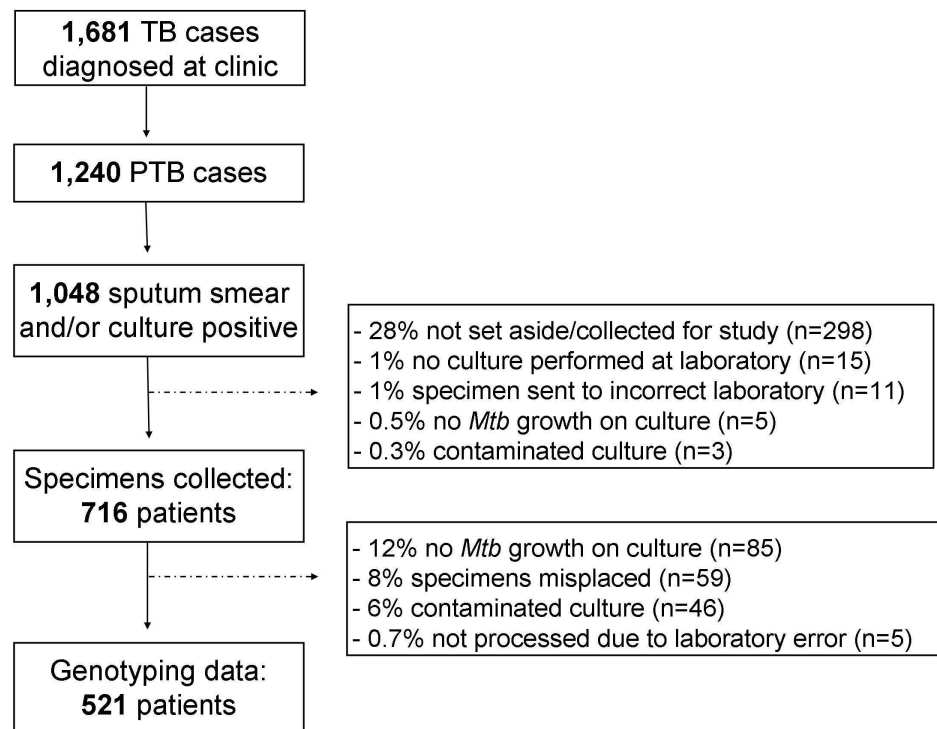 1,681 TB cases
diagnosed at clinic
1,240 PTB cases
1,048 sputum smear
and/or culture positive
- 28% not set aside/collected for study (n=298)
- 1% no culture performed at laboratory (n=15)
- 1% specimen sent to incorrect laboratory (n=11)
- 0.5% no Mtb growth on culture (n=5)
- 0.3% contaminated culture (n=3)
Specimens collected:
716 patients
- 12% no Mtb growth on culture (n=85)
- 8% specimens misplaced (n=59)
- 6% contaminated culture (n=46)
- 0.7% not processed due to laboratory error (n=5)
Genotyping data:
521 patients